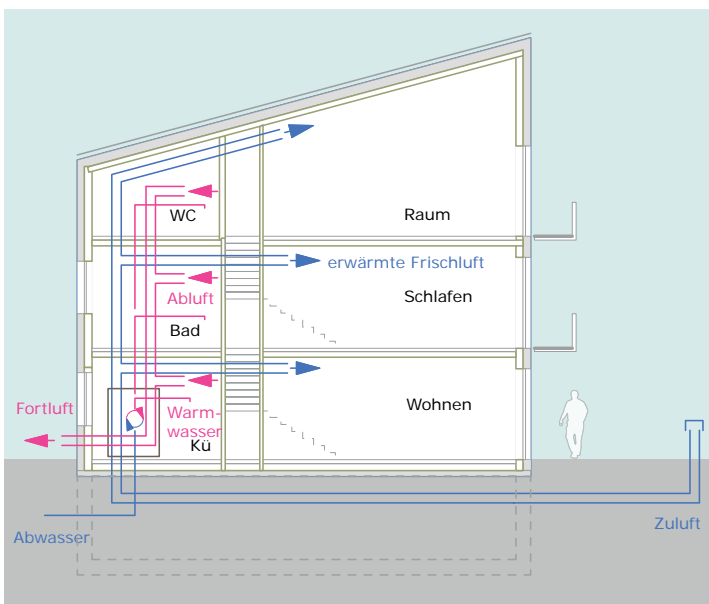 WC
Raum
erwärmte Frischluft
Abluft
Schlafen
Bad
Fortluft
Warm-
wasser
Wohnen
Kü
Zuluft
Abwasser